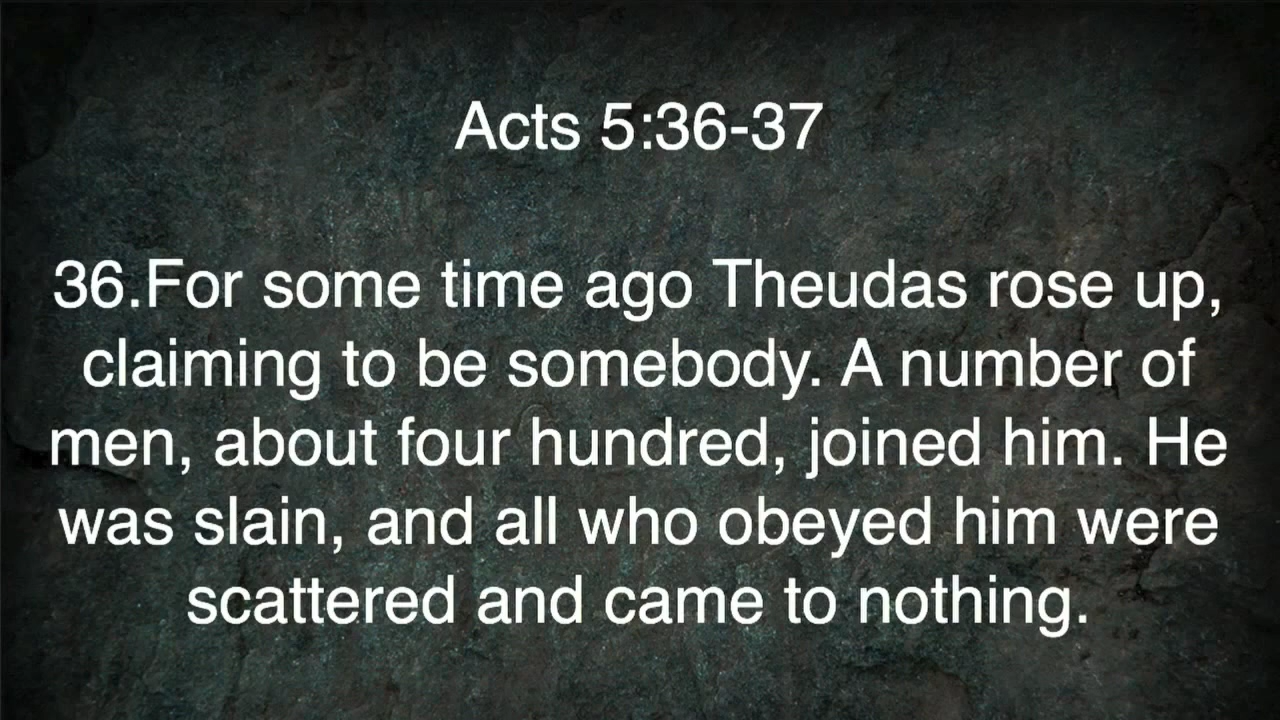 Acts 5:36-37
36.For some time ago Theudas rose up,
claiming to be somebody. A number of
men, about four hundred, joined him. He
was slain, and all who obeyed him were
scattered and came to nothing.